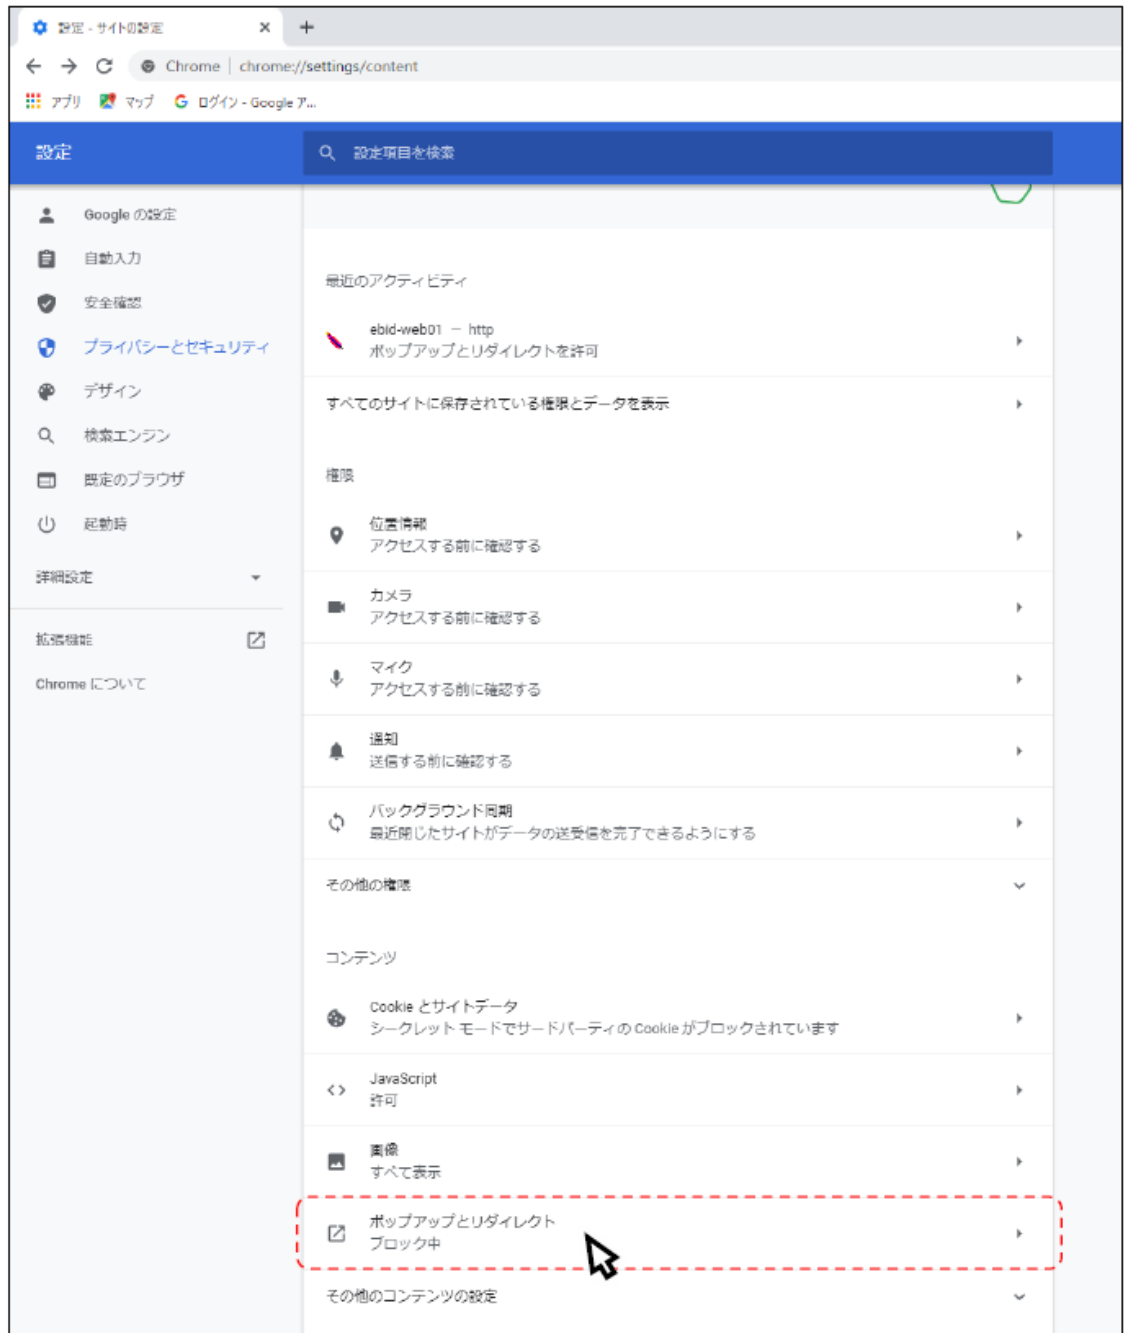 設定 - サイトの設定
Chrome | chrome://settings/content
アプリ マップ ログイン - Google ア...
設定
設定項目を検索
Google の設定
自動入力
安全確認
プライバシーとセキュリティ
デザイン
検索エンジン
既定のブラウザ
起動時
詳細設定
拡張機能
Chrome について
最近のアクティビティ
ebid-web01 － http
ポップアップとリダイレクトを許可
すべてのサイトに保存されている権限とデータを表示
権限
位置情報
アクセスする前に確認する
カメラ
アクセスする前に確認する
マイク
アクセスする前に確認する
通知
送信する前に確認する
バックグラウンド同期
最近閉じたサイトがデータの送受信を完了できるようにする
その他の権限
コンテンツ
Cookie とサイトデータ
シークレット モードでサードパーティの Cookie がブロックされています
JavaScript
許可
画像
すべて表示
ポップアップとリダイレクト
ブロック中
その他のコンテンツの設定